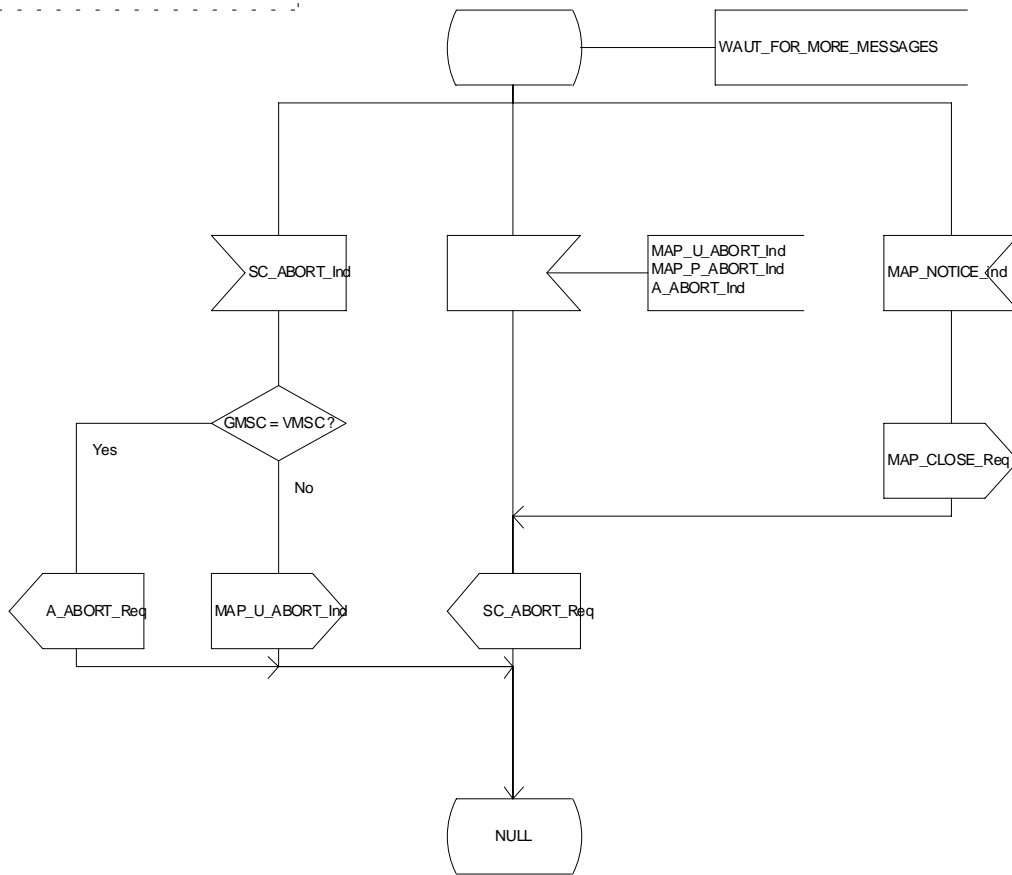 WAUT_FOR_MORE_MESSAGES
SC_ABORT_Ind
MAP_U_ABORT_Ind
MAP_P_ABORT_Ind
A_ABORT_Ind
MAP_NOTICE_Ind
GMSC = VMSC?
Yes
No
MAP_CLOSE_Req
A_ABORT_Req
MAP_U_ABORT_Ind
SC_ABORT_Req
NULL